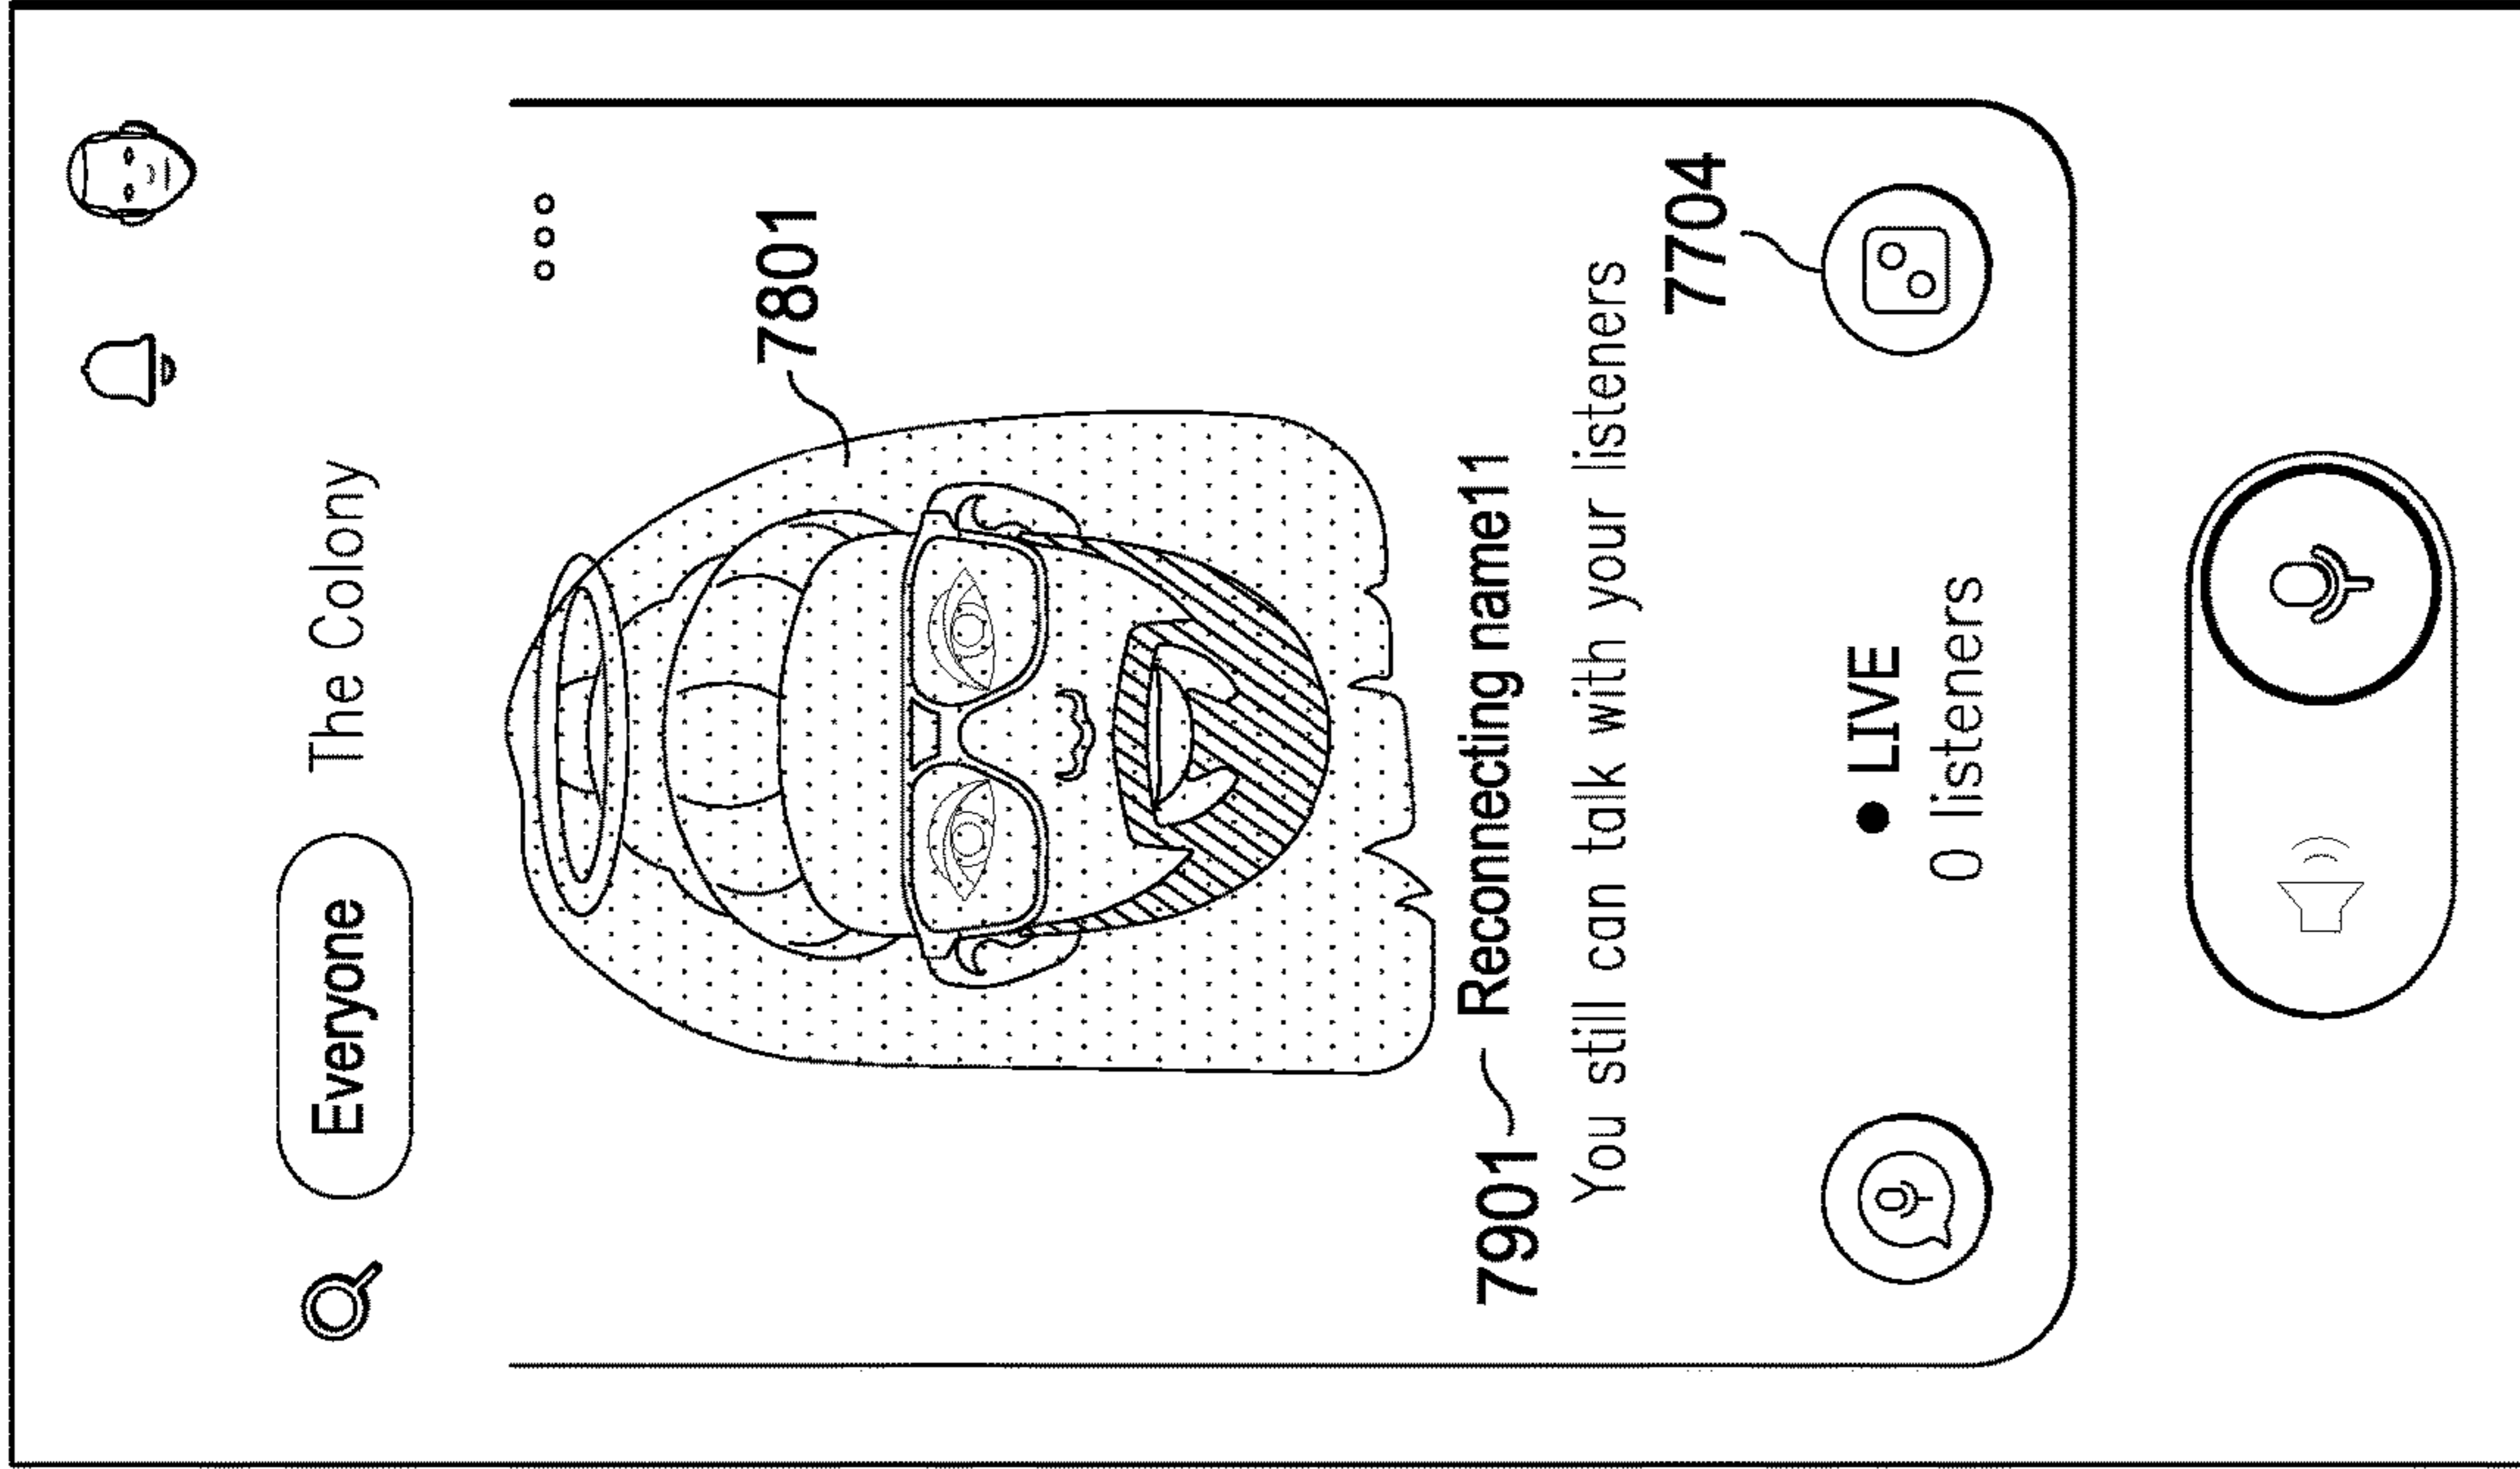 Everyone The Colony
7801
7901 Reconnecting name11
You still can talk with your listeners
7704
• LIVE
0 listeners